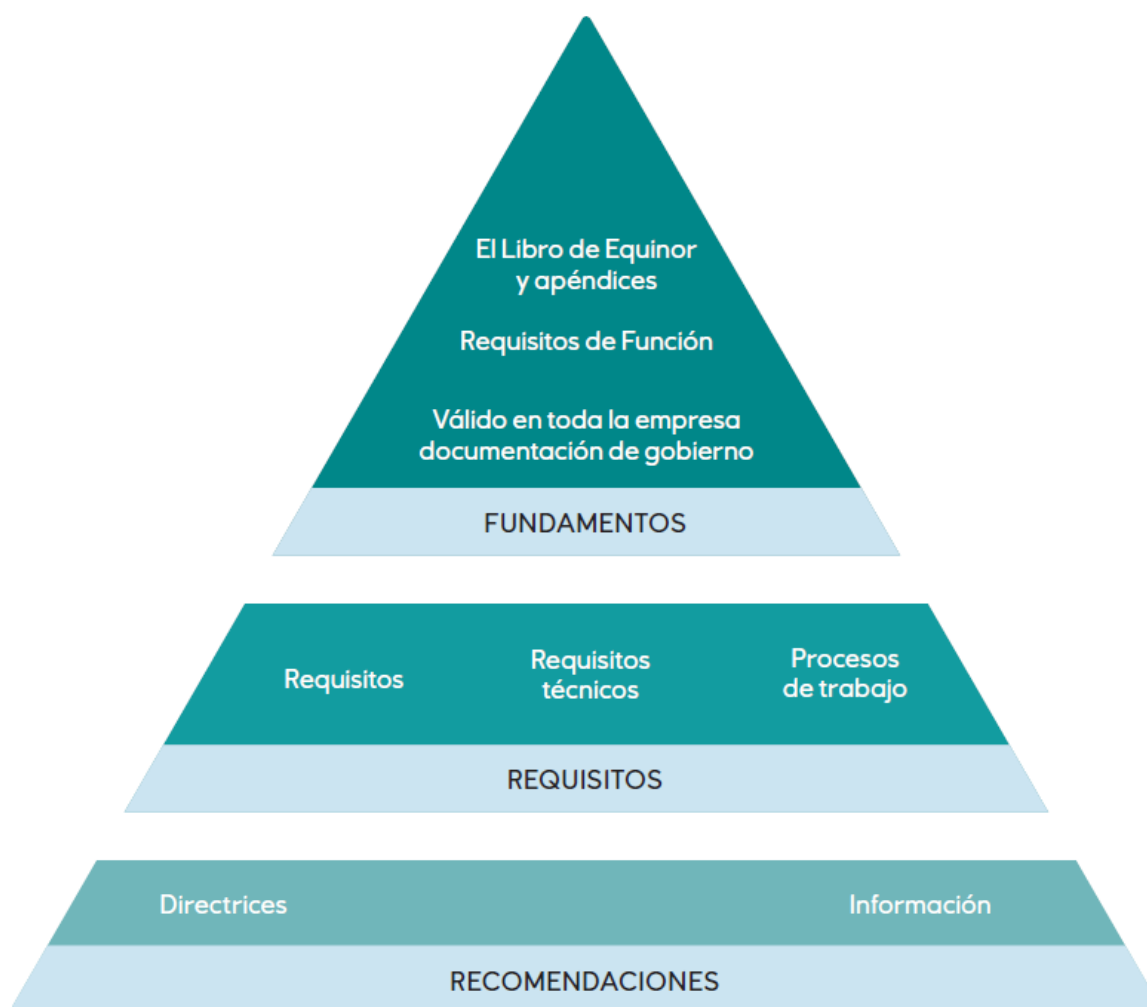 El Libro de Equinor
y apéndices
Requisitos de Función
Válido en toda la empresa
documentación de gobierno
FUNDAMENTOS
Requisitos
Requisitos
técnicos
Procesos
de trabajo
REQUISITOS
Directrices
Información
RECOMENDACIONES